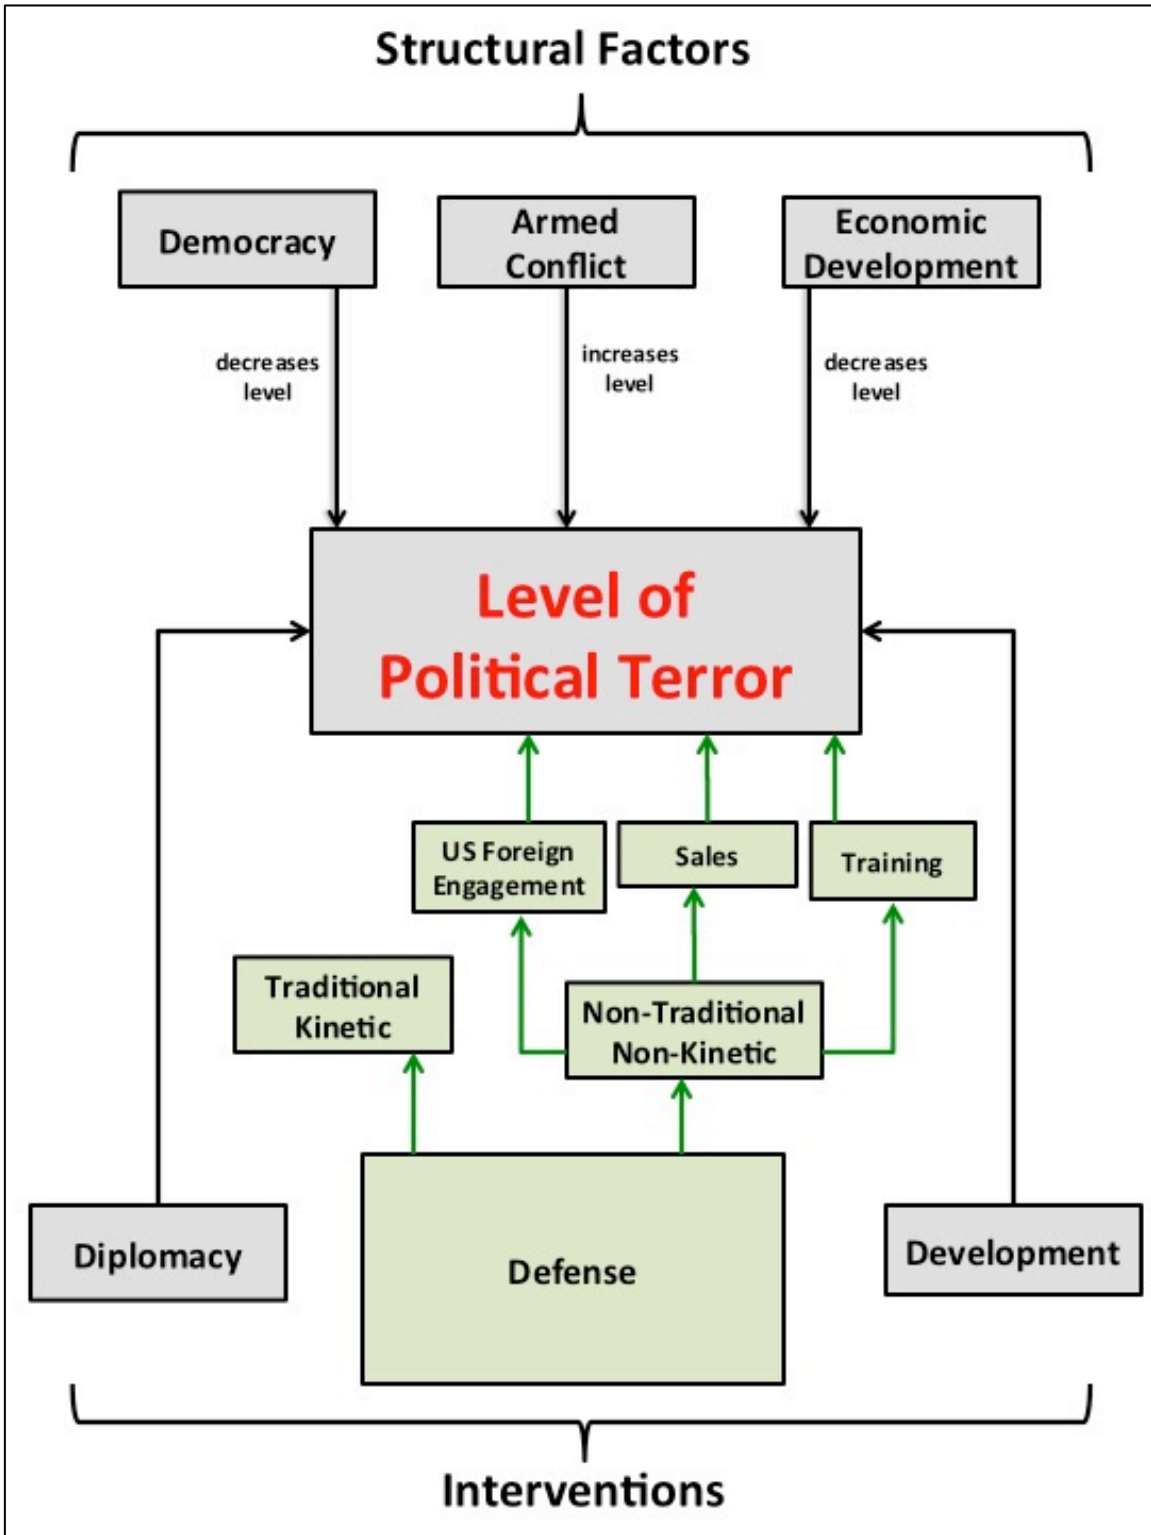 Structural Factors
Democracy
Armed
Conflict
Economic
Development
decreases
level
increases
level
decreases
level
Level of
Political Terror
US Foreign
Engagement
Sales
Training
Traditional
Kinetic
Non-Traditional
Non-Kinetic
Diplomacy
Defense
Development
Interventions